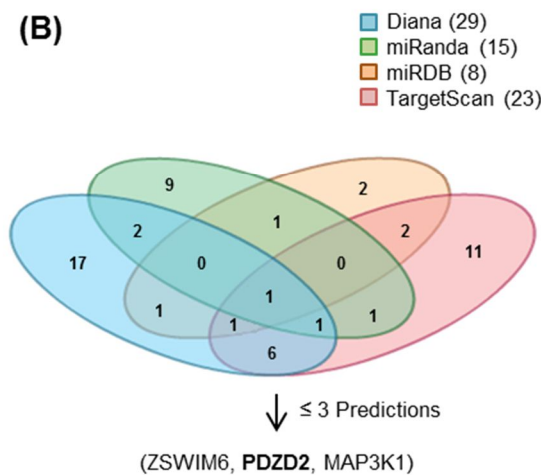 (B)
Diana (29)
miRanda (15)
miRDB (8)
TargetScan (23)
9
2
2
1
2
17
0
0
11
1
1
1
1
1
6
≤ 3 Predictions
(ZSWIM6, PDZD2, MAP3K1)